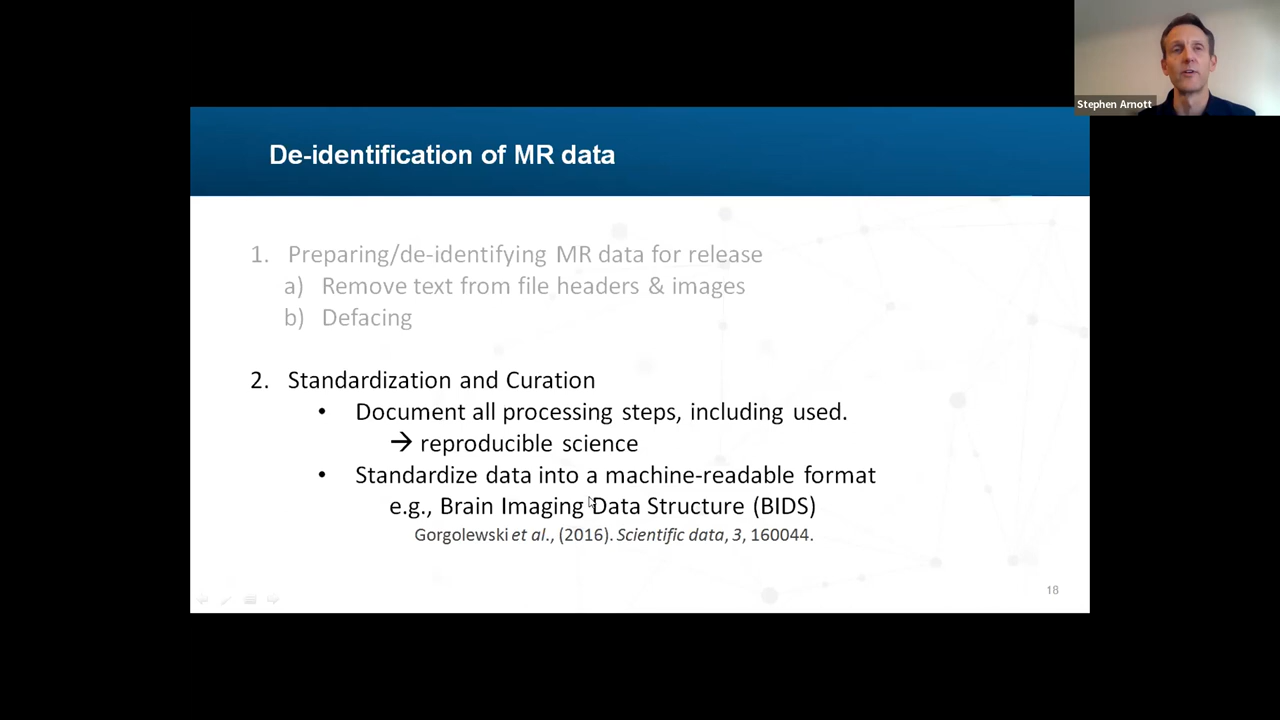 Stephen Arnott
De-identification of MR data
1. Preparing/de-identifying MR data for release
a) Remove text from file headers & images
b) Defacing
2. Standardization and Curation
• Document all processing steps, including used.
→ reproducible science
• Standardize data into a machine-readable format
e.g., Brain Imaging Data Structure (BIDS)
Gorgolewski et al., (2016). Scientific data, 3, 160044.
18